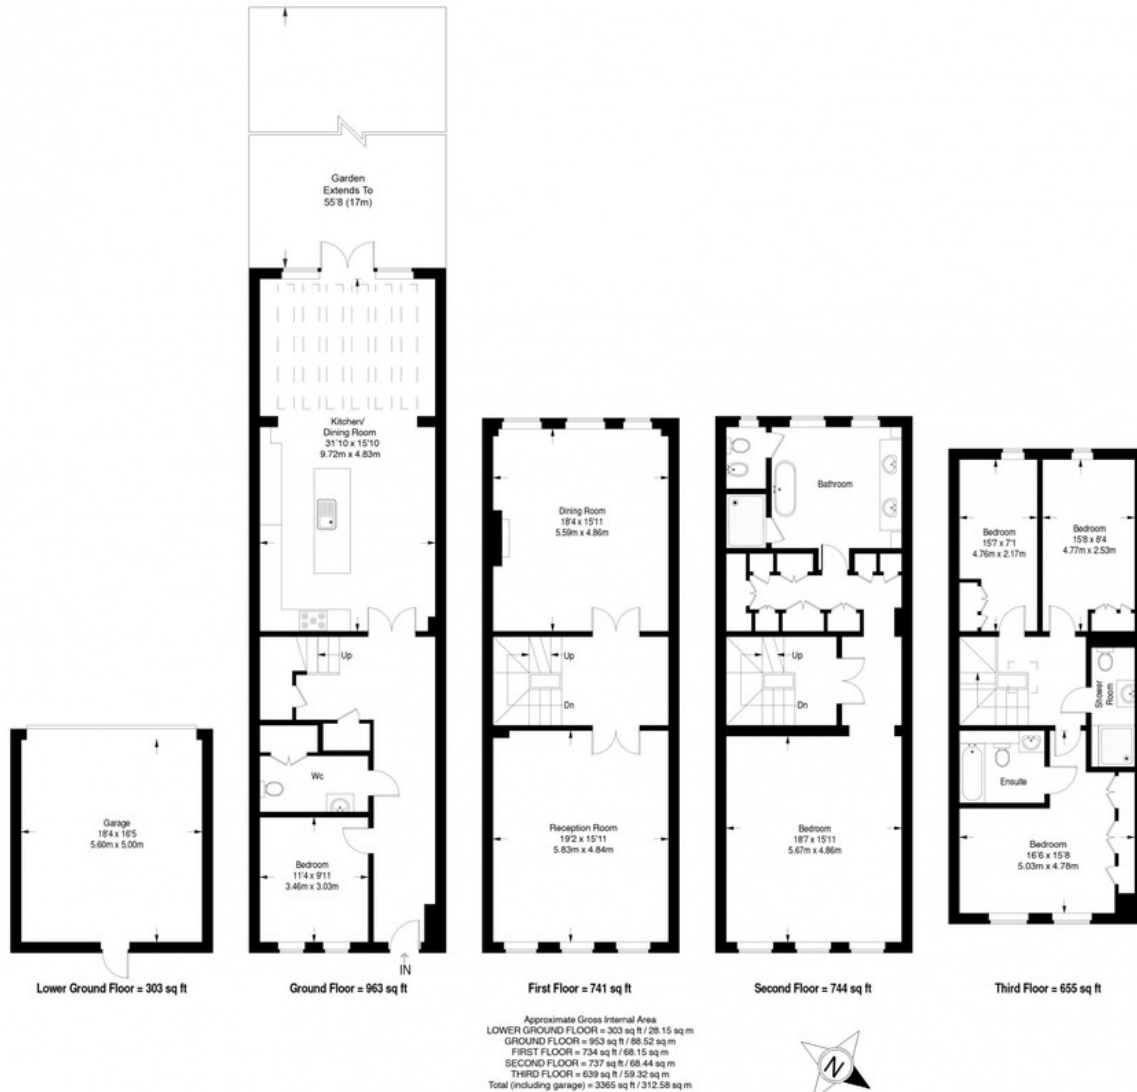 Garden
Extends To
55'8 (17m)
Kitchen/
Dining Room
31'10 x 15'10
9.72m x 4.83m
Up
Wc
Bedroom
11'4 x 9'11
3.46m x 3.03m
IN
Garage
18'4 x 16'5
5.60m x 5.00m
Dining Room
18'4 x 15'11
5.59m x 4.86m
Up
Dn
Reception Room
19'2 x 15'11
5.83m x 4.84m
Bathroom
Up
Dn
Bedroom
18'7 x 15'11
5.67m x 4.86m
Bedroom
15'7 x 7'1
4.76m x 2.17m
Bedroom
15'8 x 8'4
4.77m x 2.53m
Shower
Room
Ensuite
Bedroom
16'6 x 15'8
5.03m x 4.78m
Lower Ground Floor = 303 sq ft
Ground Floor = 963 sq ft
First Floor = 741 sq ft
Second Floor = 744 sq ft
Third Floor = 655 sq ft
Approximate Gross Internal Area
LOWER GROUND FLOOR = 303 sq ft / 28.15 sq m
GROUND FLOOR = 953 sq ft / 88.52 sq m
FIRST FLOOR = 734 sq ft / 68.15 sq m
SECOND FLOOR = 737 sq ft / 68.44 sq m
THIRD FLOOR = 639 sq ft / 59.32 sq m
Total (including garage) = 3365 sq ft / 312.58 sq m
N